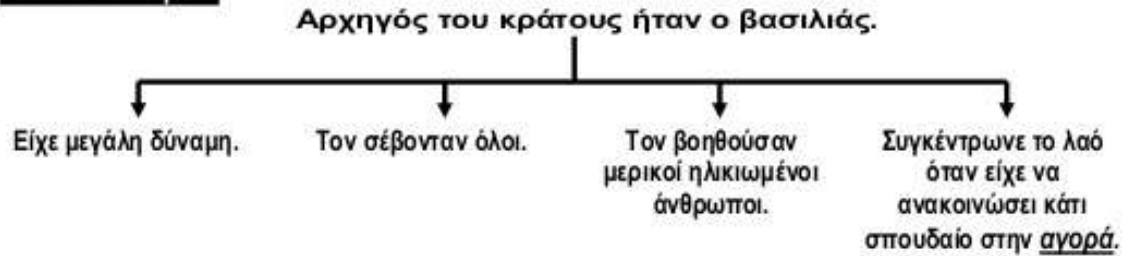 Αρχηγός του κράτους ήταν ο βασιλιάς.
Είχε μεγάλη δύναμη.
Τον σέβονταν όλοι.
Τον βοηθούσαν
μερικοί ηλικιωμένοι
άνθρωποι.
Συγκέντρωνε το λαό
όταν είχε να
ανακοινώσει κάτι
σπουδαίο στην αγορά.